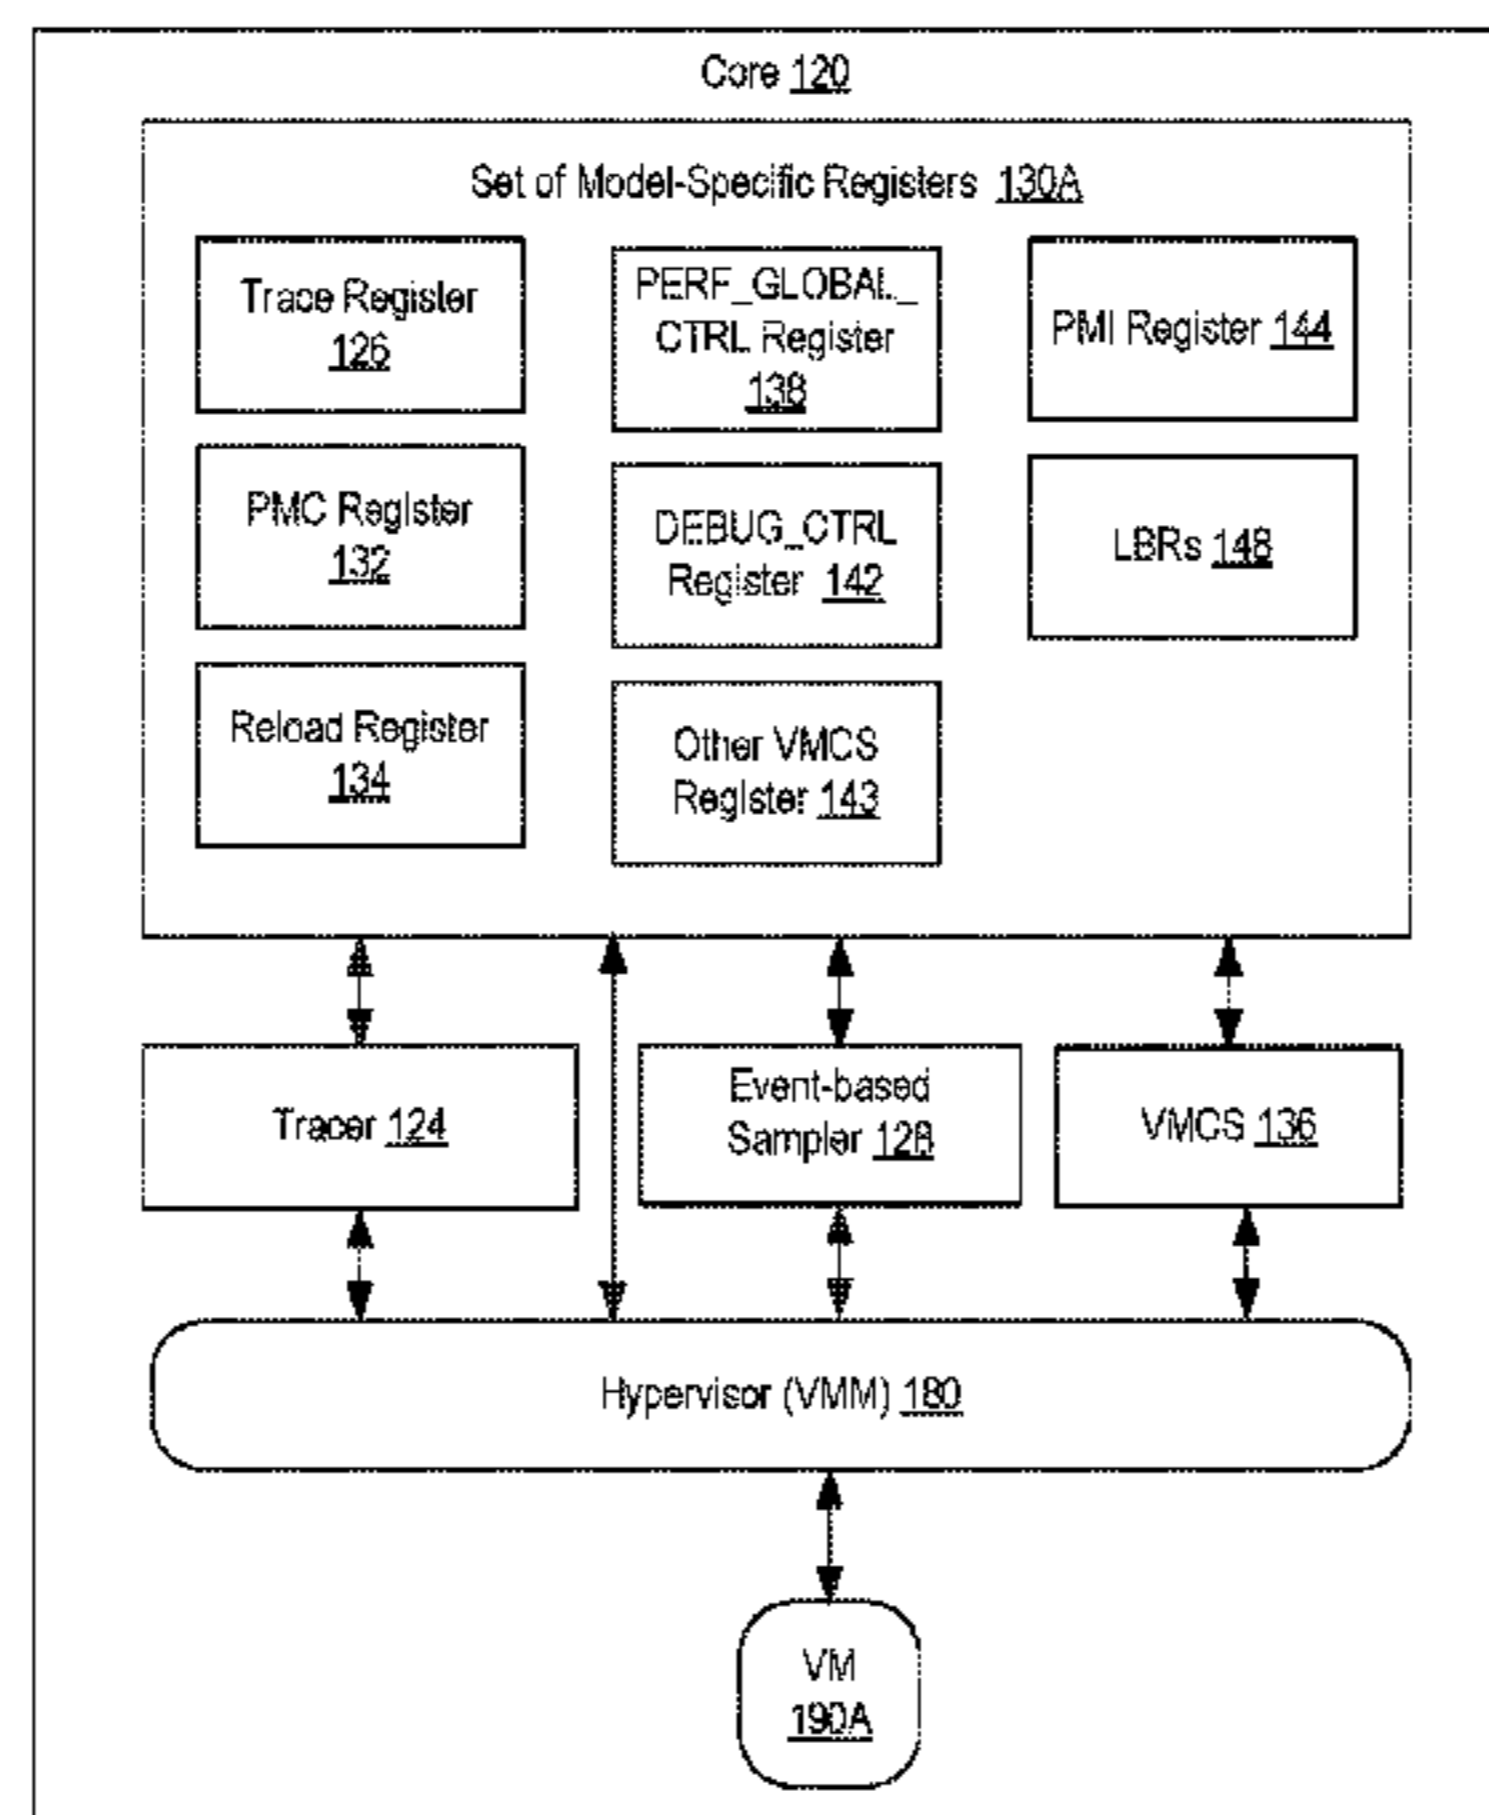 Core 120
Set of Model-Specific Registers 130A
Trace Register
126
PERF_GLOBAL_
CTRL Register
138
PMI Register 144
PMC Register
132
DEBUG_CTRL
Register 142
LBRs 148
Reload Register
134
Other VMCS
Register 143
Tracer 124
Event-based
Sampler 128
VMCS 136
Hypervisor (VMM) 180
VM
190A